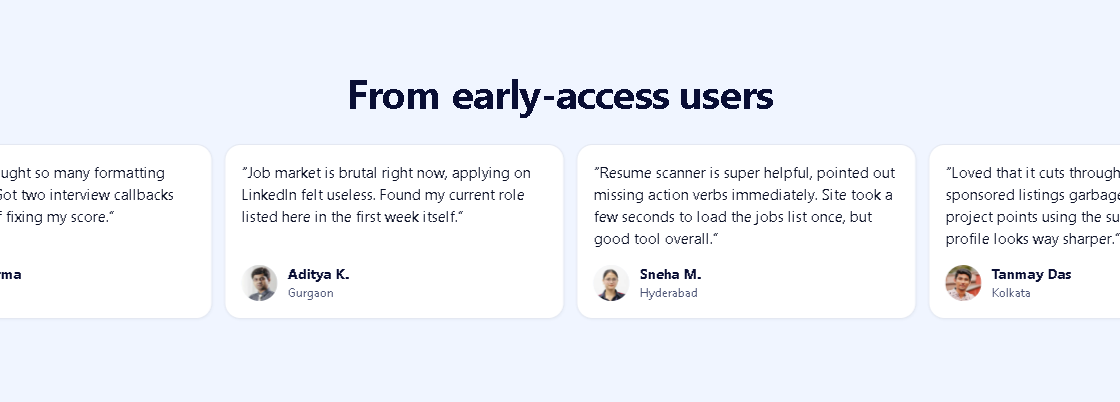 From early-access users
ught so many formatting
Got two interview callbacks
f fixing my score.”
rma
“Job market is brutal right now, applying on
LinkedIn felt useless. Found my current role
listed here in the first week itself.”
Aditya K.
Gurgaon
“Resume scanner is super helpful, pointed out
missing action verbs immediately. Site took a
few seconds to load the jobs list once, but
good tool overall.”
Sneha M.
Hyderabad
“Loved that it cuts through
sponsored listings garbage
project points using the su
profile looks way sharper.”
Tanmay Das
Kolkata